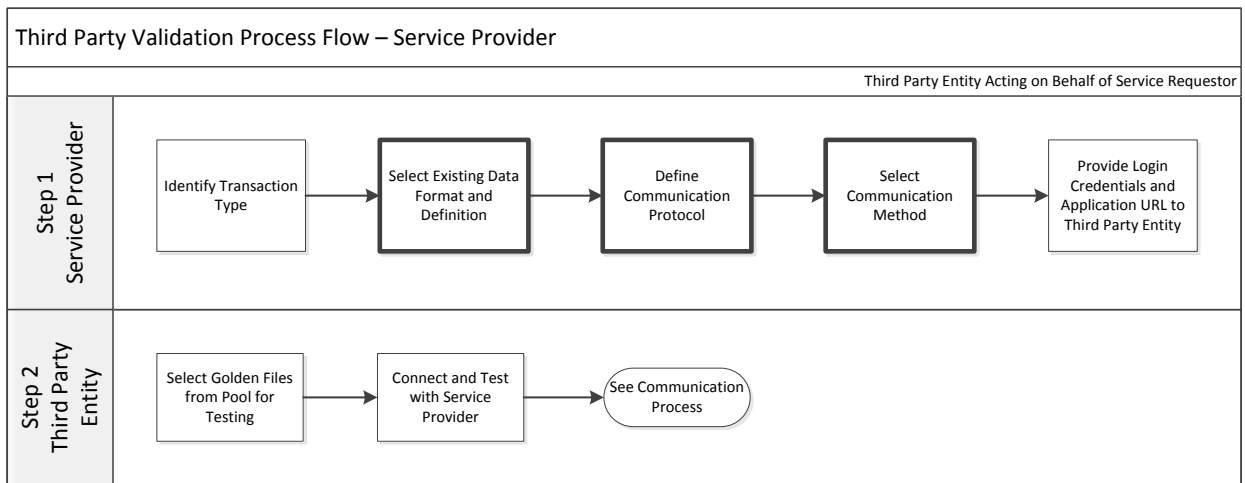 Third Party Validation Process Flow – Service Provider
Third Party Entity Acting on Behalf of Service Requestor
Step 1
Service Provider
Identify Transaction
Type
Select Existing Data
Format and
Definition
Define
Communication
Protocol
Select
Communication
Method
Provide Login
Credentials and
Application URL to
Third Party Entity
Step 2
Third Party
Entity
Select Golden Files
from Pool for
Testing
Connect and Test
with Service
Provider
See Communication
Process